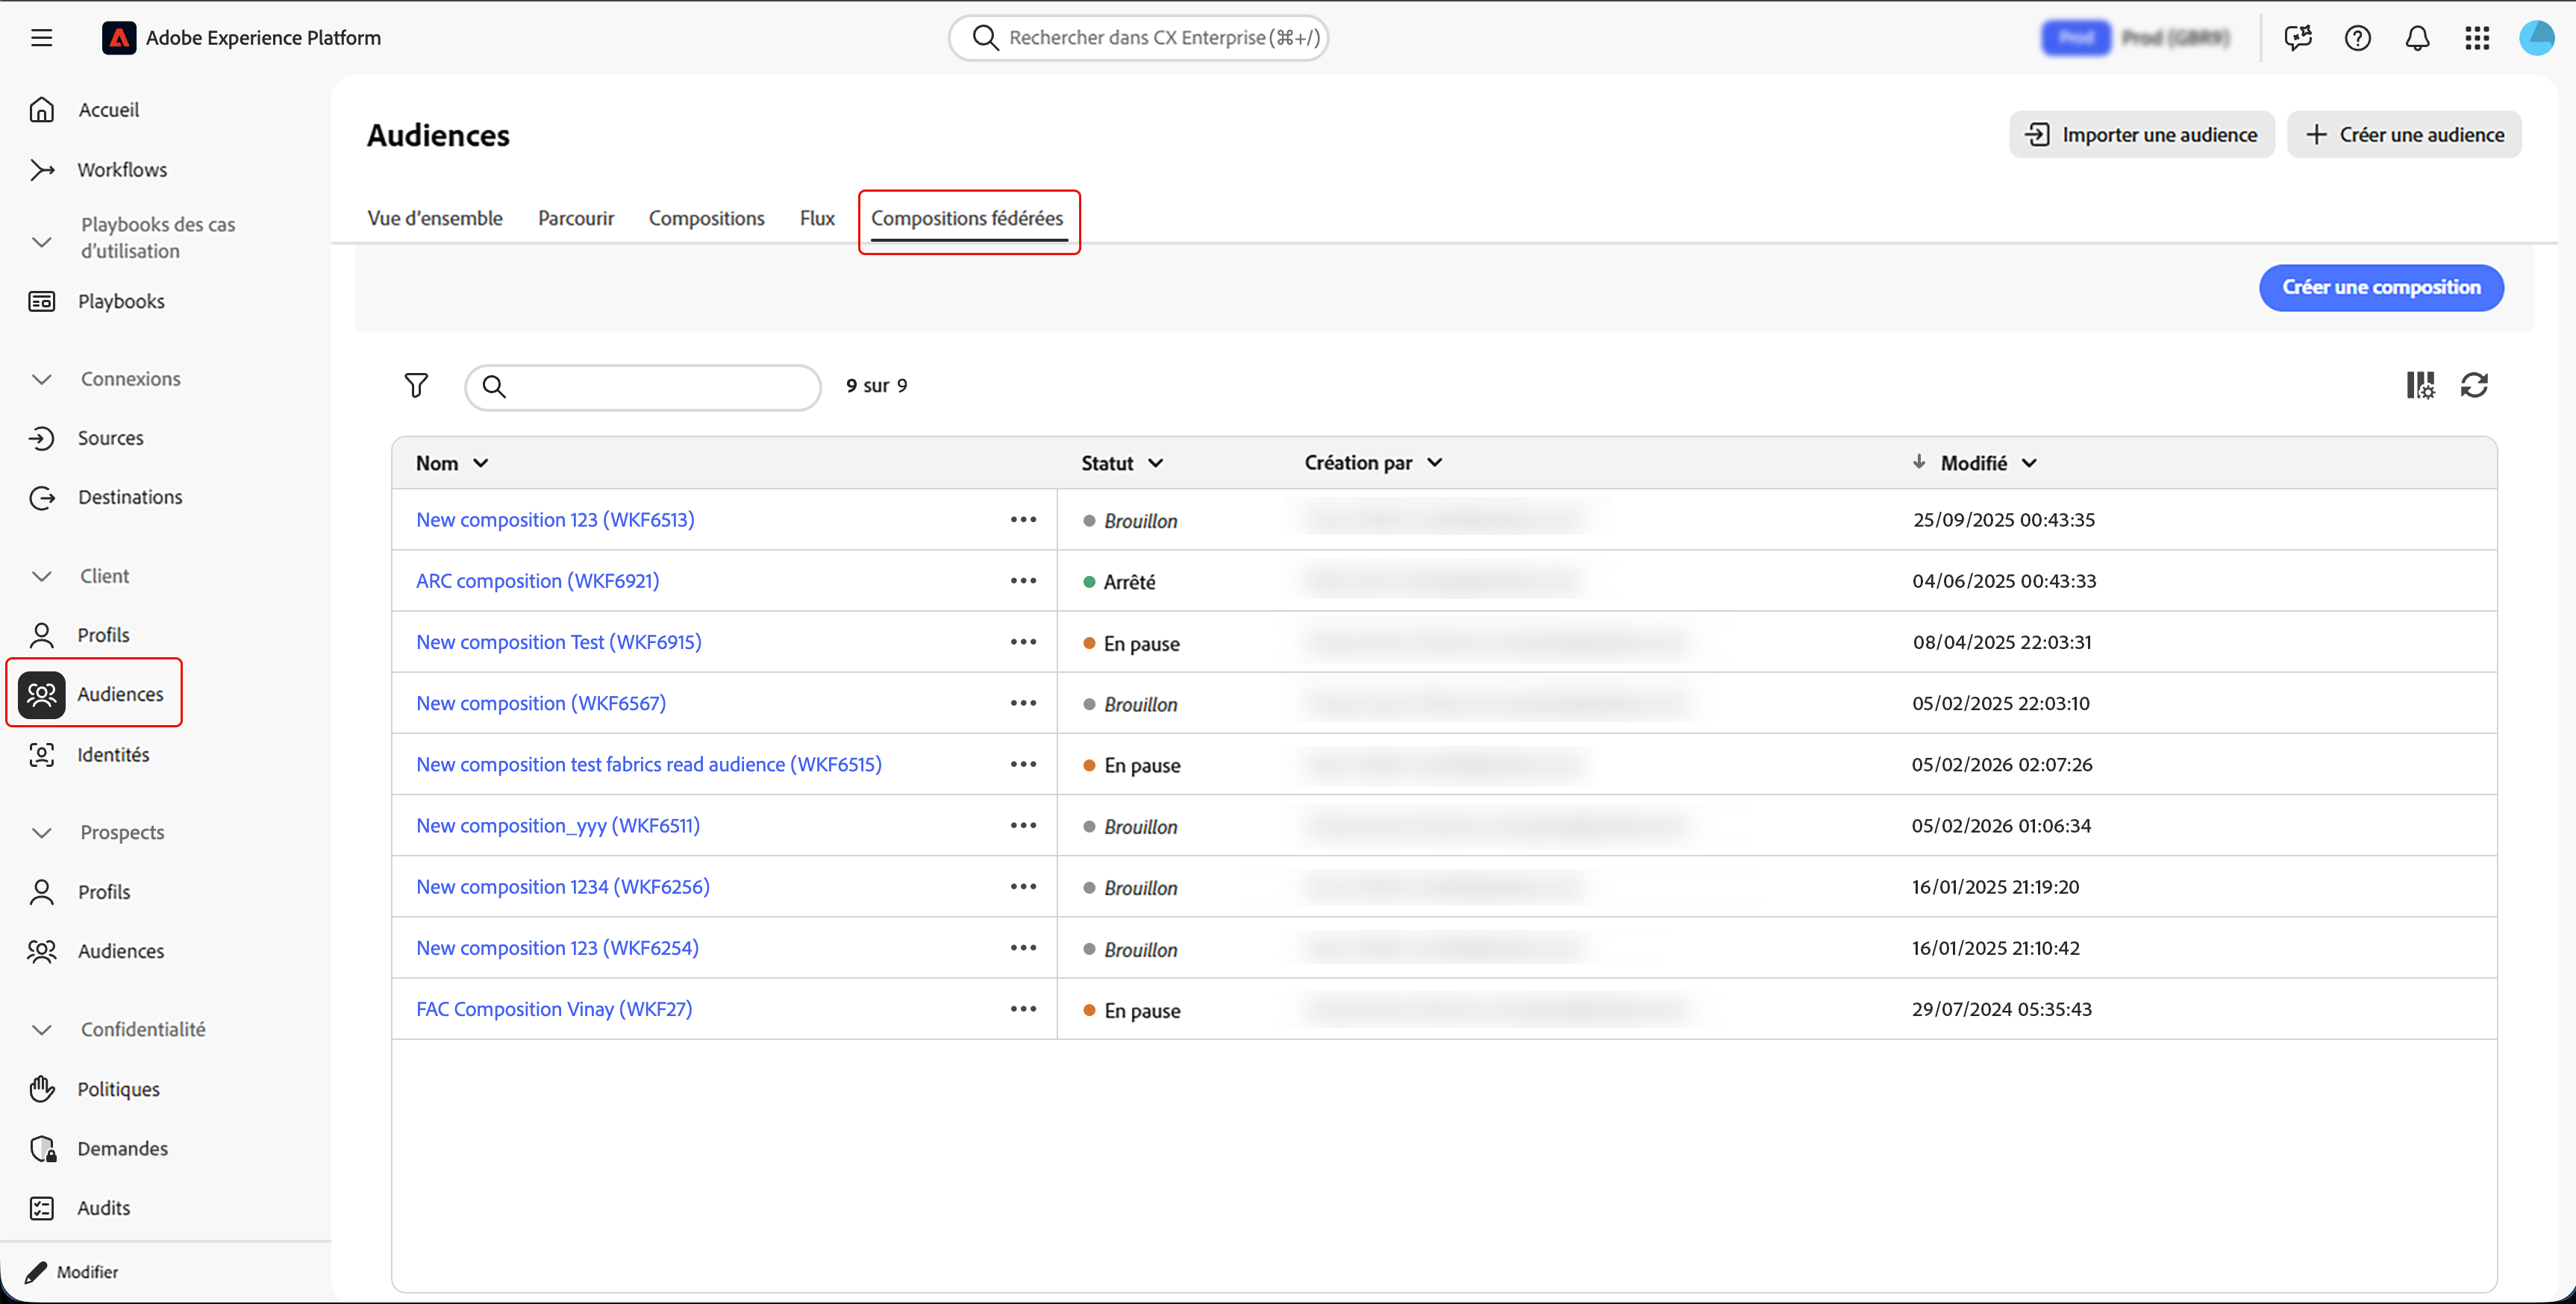 Adobe Experience Platform
Rechercher dans CX Enterprise (⌘+/)
Prod Prod (GBR9)
Accueil
Workflows
Playbooks des cas
d’utilisation
Playbooks
Connexions
Sources
Destinations
Client
Profils
Audiences
Identités
Prospects
Profils
Audiences
Confidentialité
Politiques
Demandes
Audits
Modifier
Audiences
Importer une audience
Créer une audience
Vue d’ensemble Parcourir Compositions Flux Compositions fédérées
Créer une composition
9 sur 9
Nom Statut Création par Modifié
New composition 123 (WKF6513) Brouillon 25/09/2025 00:43:35
ARC composition (WKF6921) Arrêté 04/06/2025 00:43:33
New composition Test (WKF6915) En pause 08/04/2025 22:03:31
New composition (WKF6567) Brouillon 05/02/2025 22:03:10
New composition test fabrics read audience (WKF6515) En pause 05/02/2026 02:07:26
New composition_yyy (WKF6511) Brouillon 05/02/2026 01:06:34
New composition 1234 (WKF6256) Brouillon 16/01/2025 21:19:20
New composition 123 (WKF6254) Brouillon 16/01/2025 21:10:42
FAC Composition Vinay (WKF27) En pause 29/07/2024 05:35:43